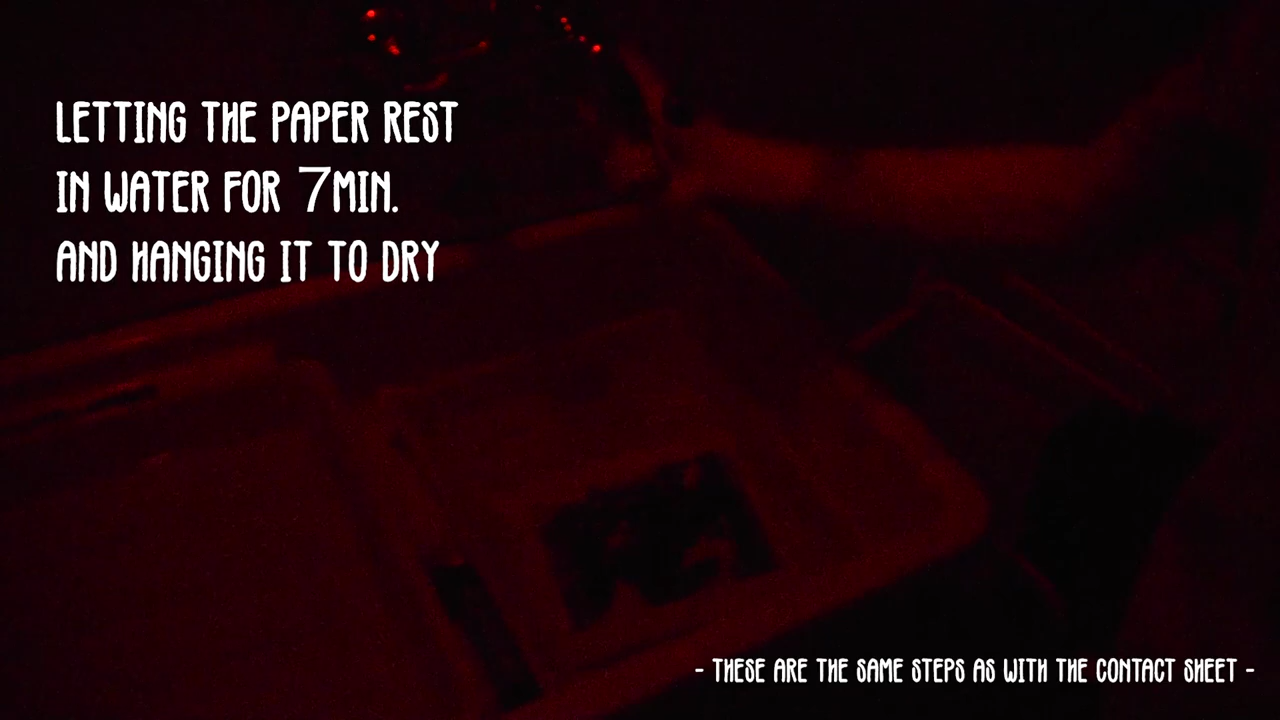 LETTING THE PAPER REST
IN WATER FOR 7MIN.
AND HANGING IT TO DRY
- THESE ARE THE SAME STEPS AS WITH THE CONTACT SHEET -